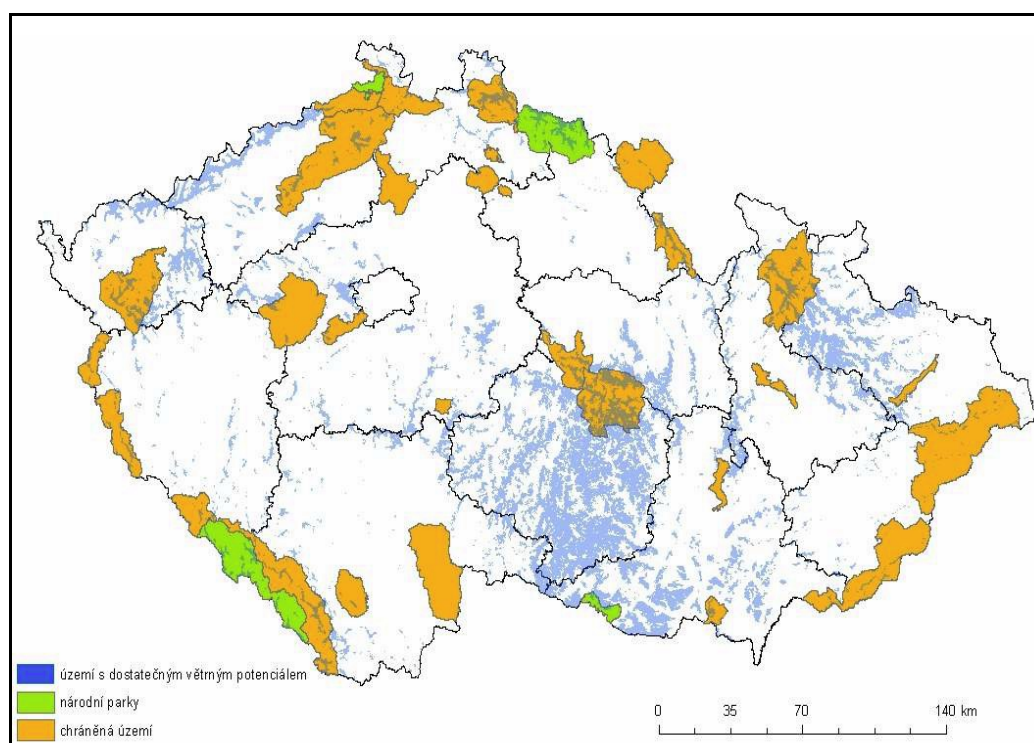 území s dostatečným větrným potenciálem
národní parky
chráněná území
0 35 70 140 km